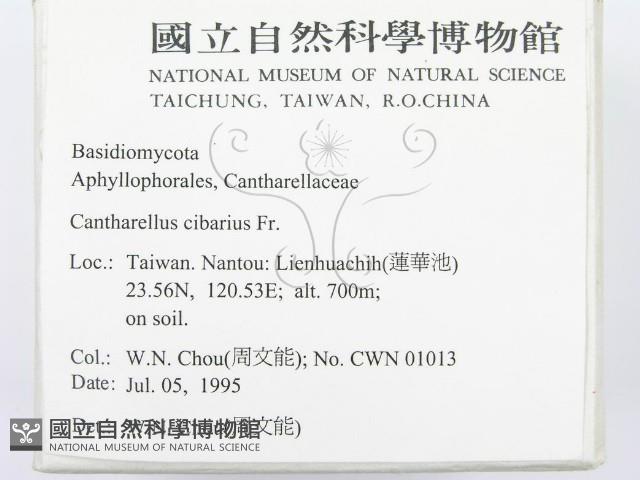 國立自然科學博物館
NATIONAL MUSEUM OF NATURAL SCIENCE
TAICHUNG, TAIWAN, R.O.CHINA
Basidiomycota
Aphyllophorales, Cantharellaceae
Cantharellus cibarius Fr.
Loc.: Taiwan. Nantou: Lienhuachih(蓮華池)
23.56N, 120.53E; alt. 700m;
on soil.
Col.: W.N. Chou(周文能); No. CWN 01013
Date: Jul. 05, 1995
文能)
國立自然科學博物館
NATIONAL MUSEUM OF NATURAL SCIENCE